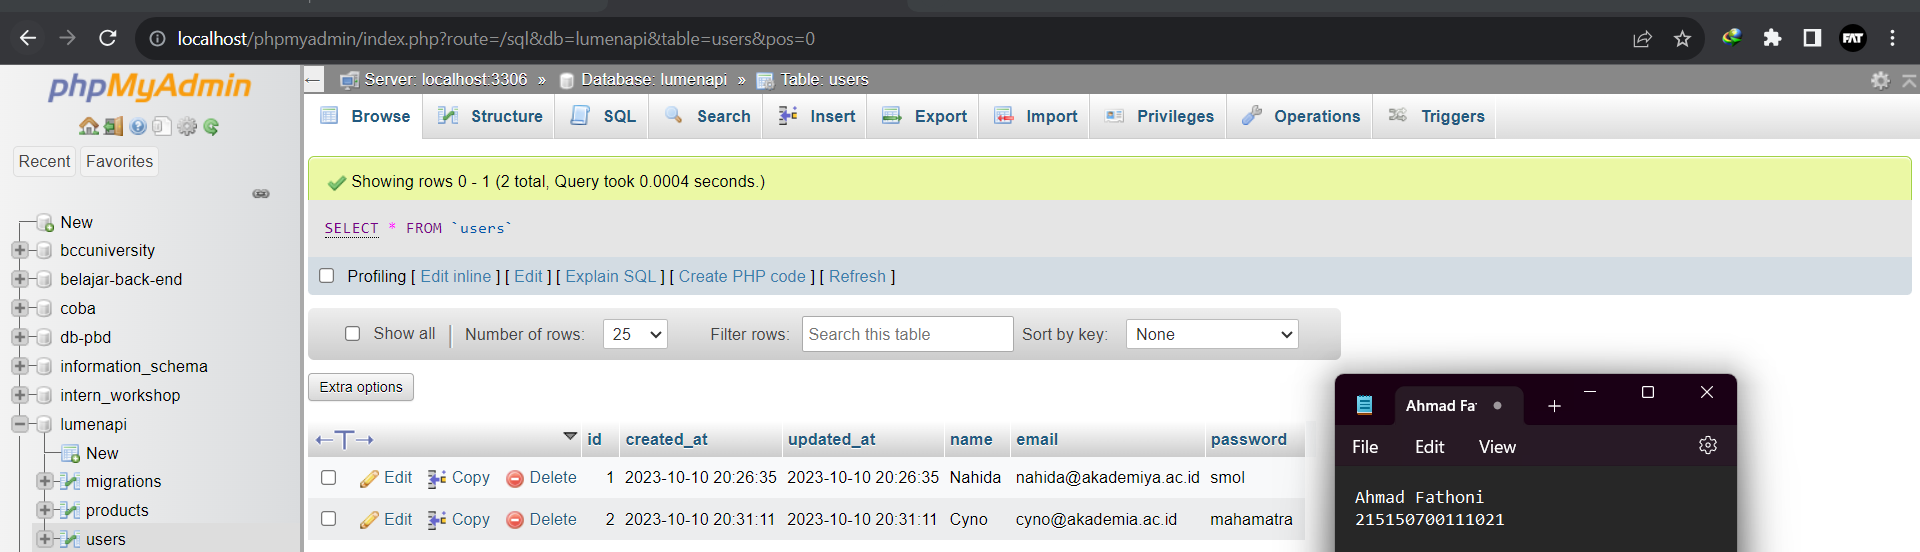 localhost/phpmyadmin/index.php?route=/sql&db=lumenapi&table=users&pos=0
FAT
phpMyAdmin
Recent Favorites
New
bccuniversity
belajar-back-end
coba
db-pbd
information_schema
intern_workshop
lumenapi
New
migrations
products
users
Server: localhost:3306 » Database: lumenapi » Table: users
Browse Structure SQL Search Insert Export Import Privileges Operations Triggers
Showing rows 0 - 1 (2 total, Query took 0.0004 seconds.)
SELECT * FROM `users`
Profiling [ Edit inline ] [ Edit ] [ Explain SQL ] [ Create PHP code ] [ Refresh ]
Show all Number of rows: 25 Filter rows: Search this table Sort by key: None
Extra options
id created_at updated_at name email password
Edit Copy Delete 1 2023-10-10 20:26:35 2023-10-10 20:26:35 Nahida nahida@akademiya.ac.id smol
Edit Copy Delete 2 2023-10-10 20:31:11 2023-10-10 20:31:11 Cyno cyno@akademia.ac.id mahamatra
Ahmad Fat
File Edit View
Ahmad Fathoni
215150700111021